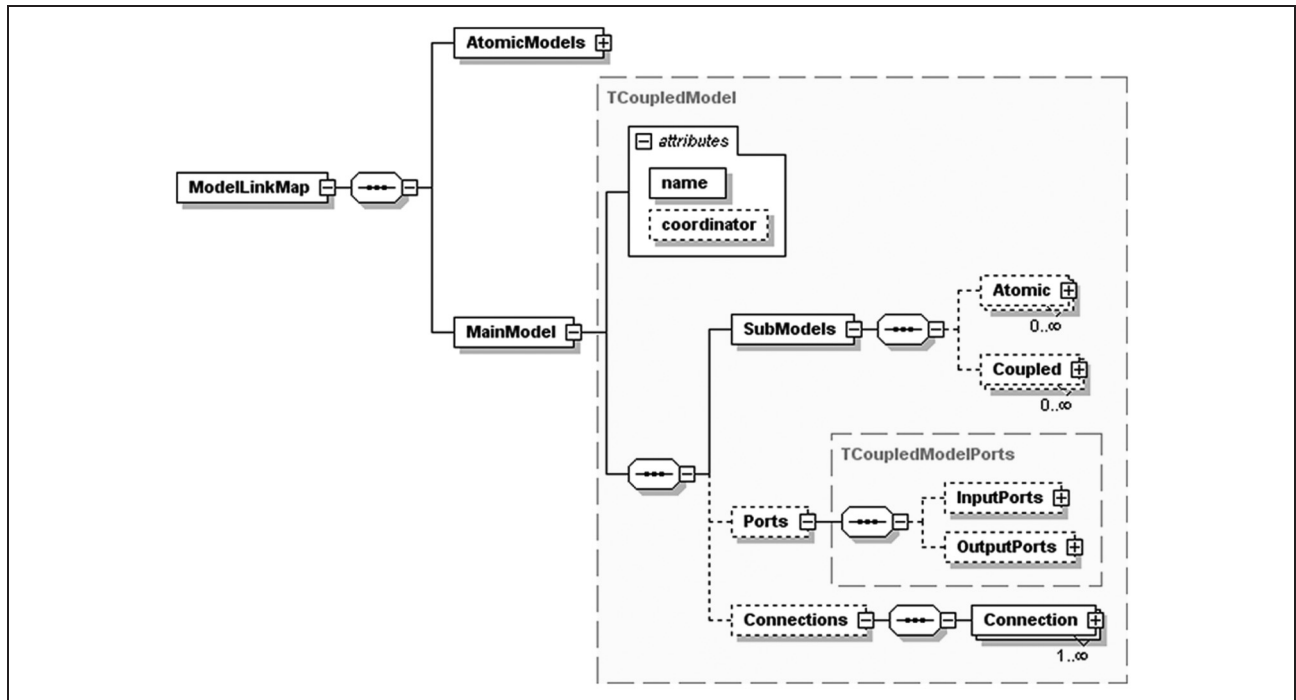 AtomicModels
TCoupledModel
attributes
name
ModelLinkMap
coordinator
Atomic
0..∞
MainModel
SubModels
Coupled
0..∞
TCoupledModelPorts
InputPorts
Ports
OutputPorts
Connections
Connection
1..∞